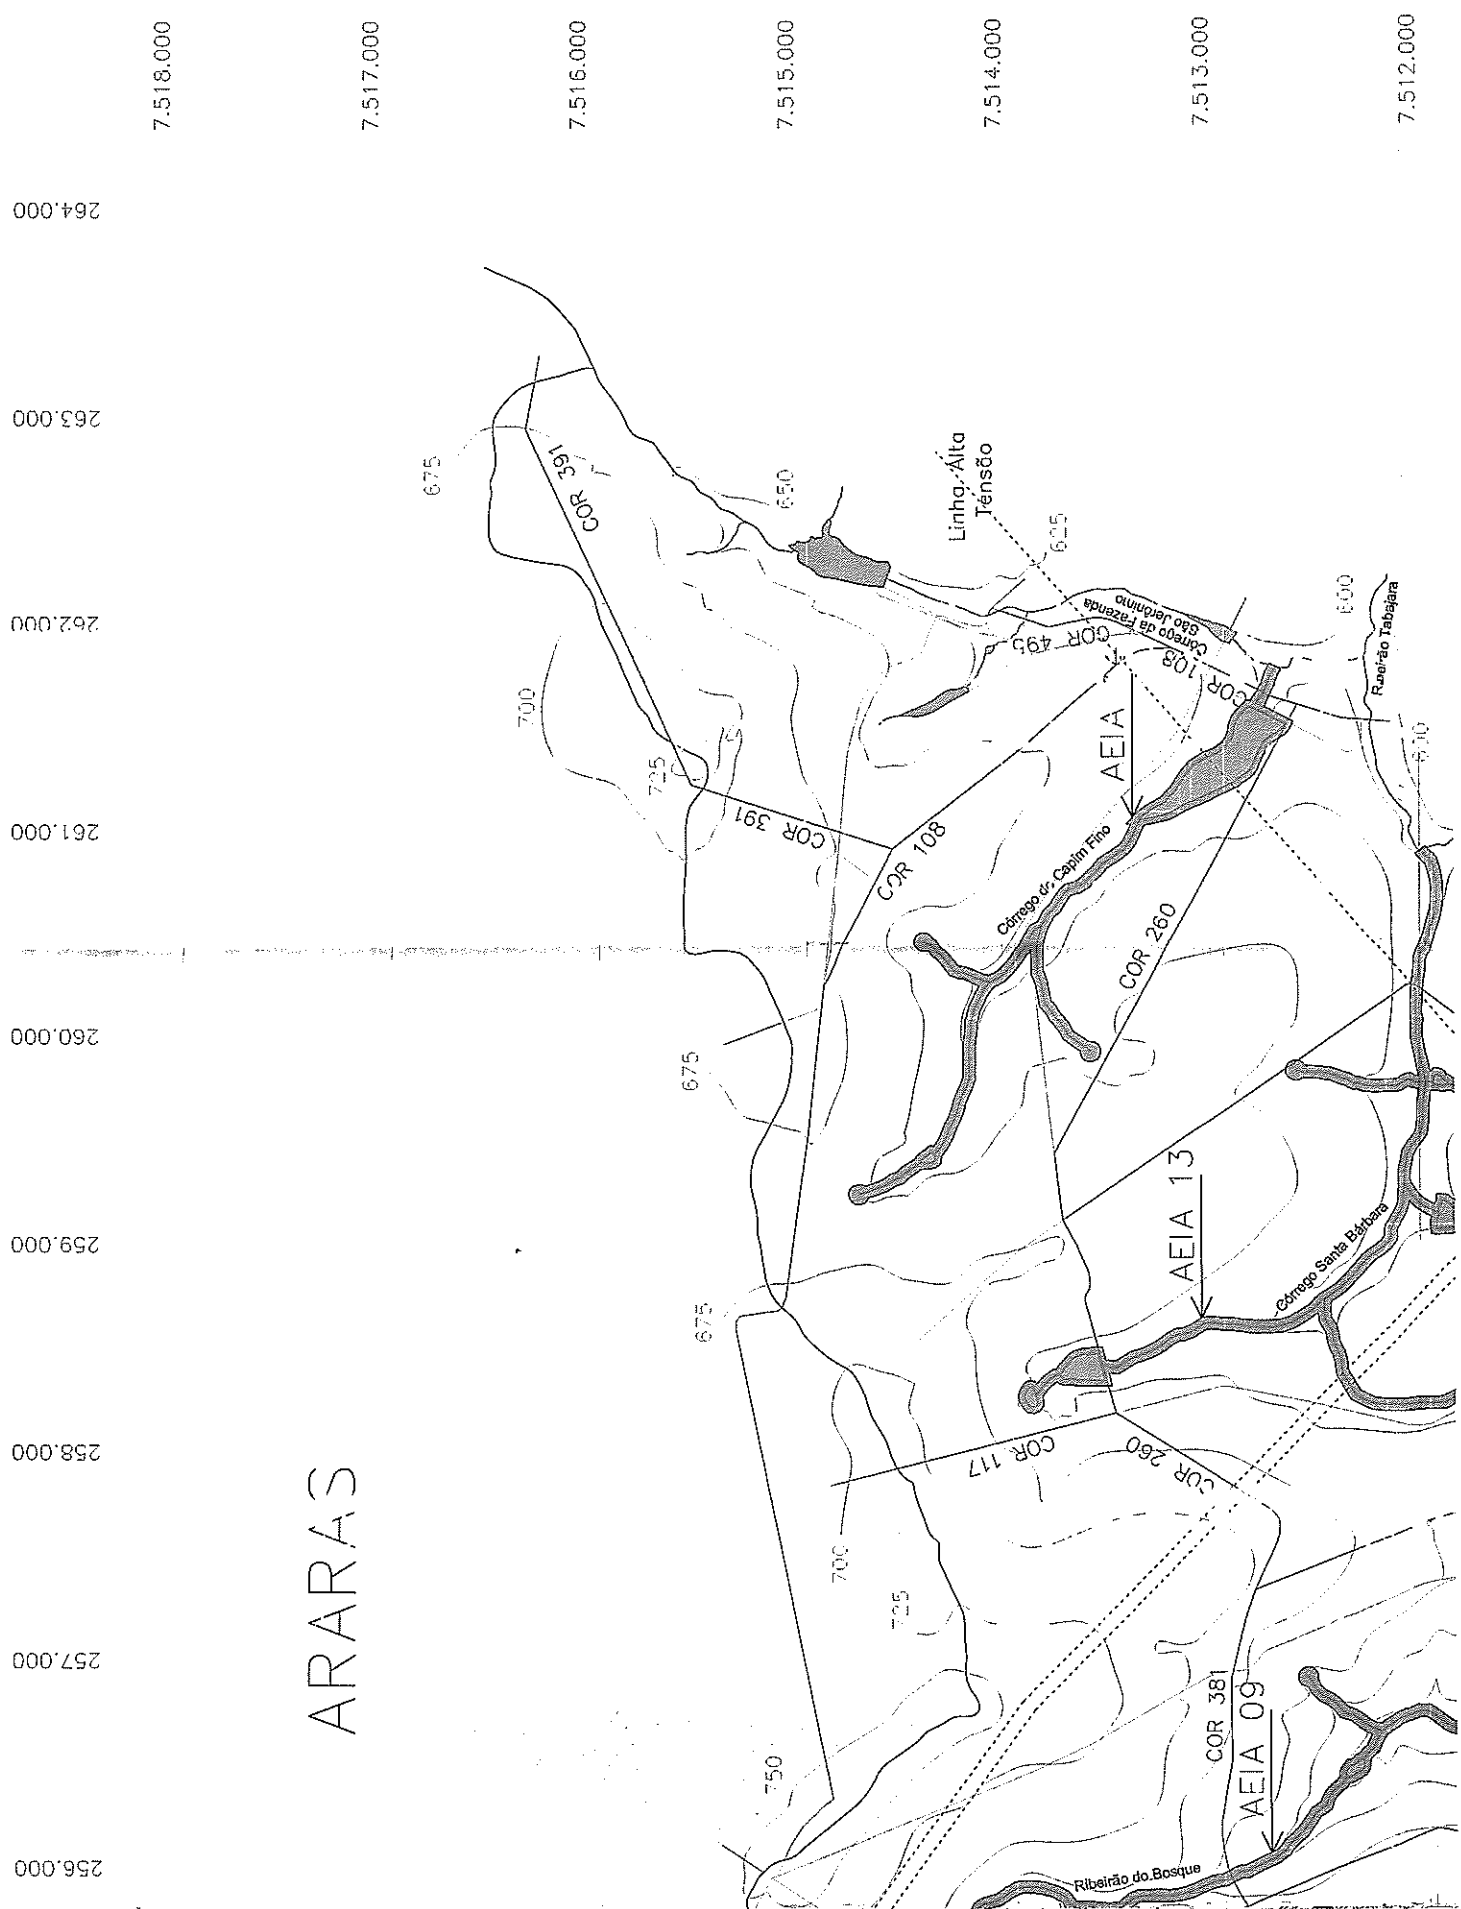 7.518.000
7.517.000
7.516.000
7.515.000
7.514.000
7.513.000
7.512.000
264.000
263.000
262.000
261.000
260.000
259.000
258.000
257.000
256.000
ARARAS
675
COR 391
650
Linha Alta
Tensão
625
600
Ribeirão Tabajara
Córrego da Fazenda
São Jerônimo
COR 495
COR 108
700
725
COR 391
COR 108
AEIA
600
Córrego do Capim Fino
COR 260
675
AEIA 13
Córrego Santa Bárbara
675
COR 117
COR 260
700
725
COR 381
AEIA 09
750
Ribeirão do Bosque